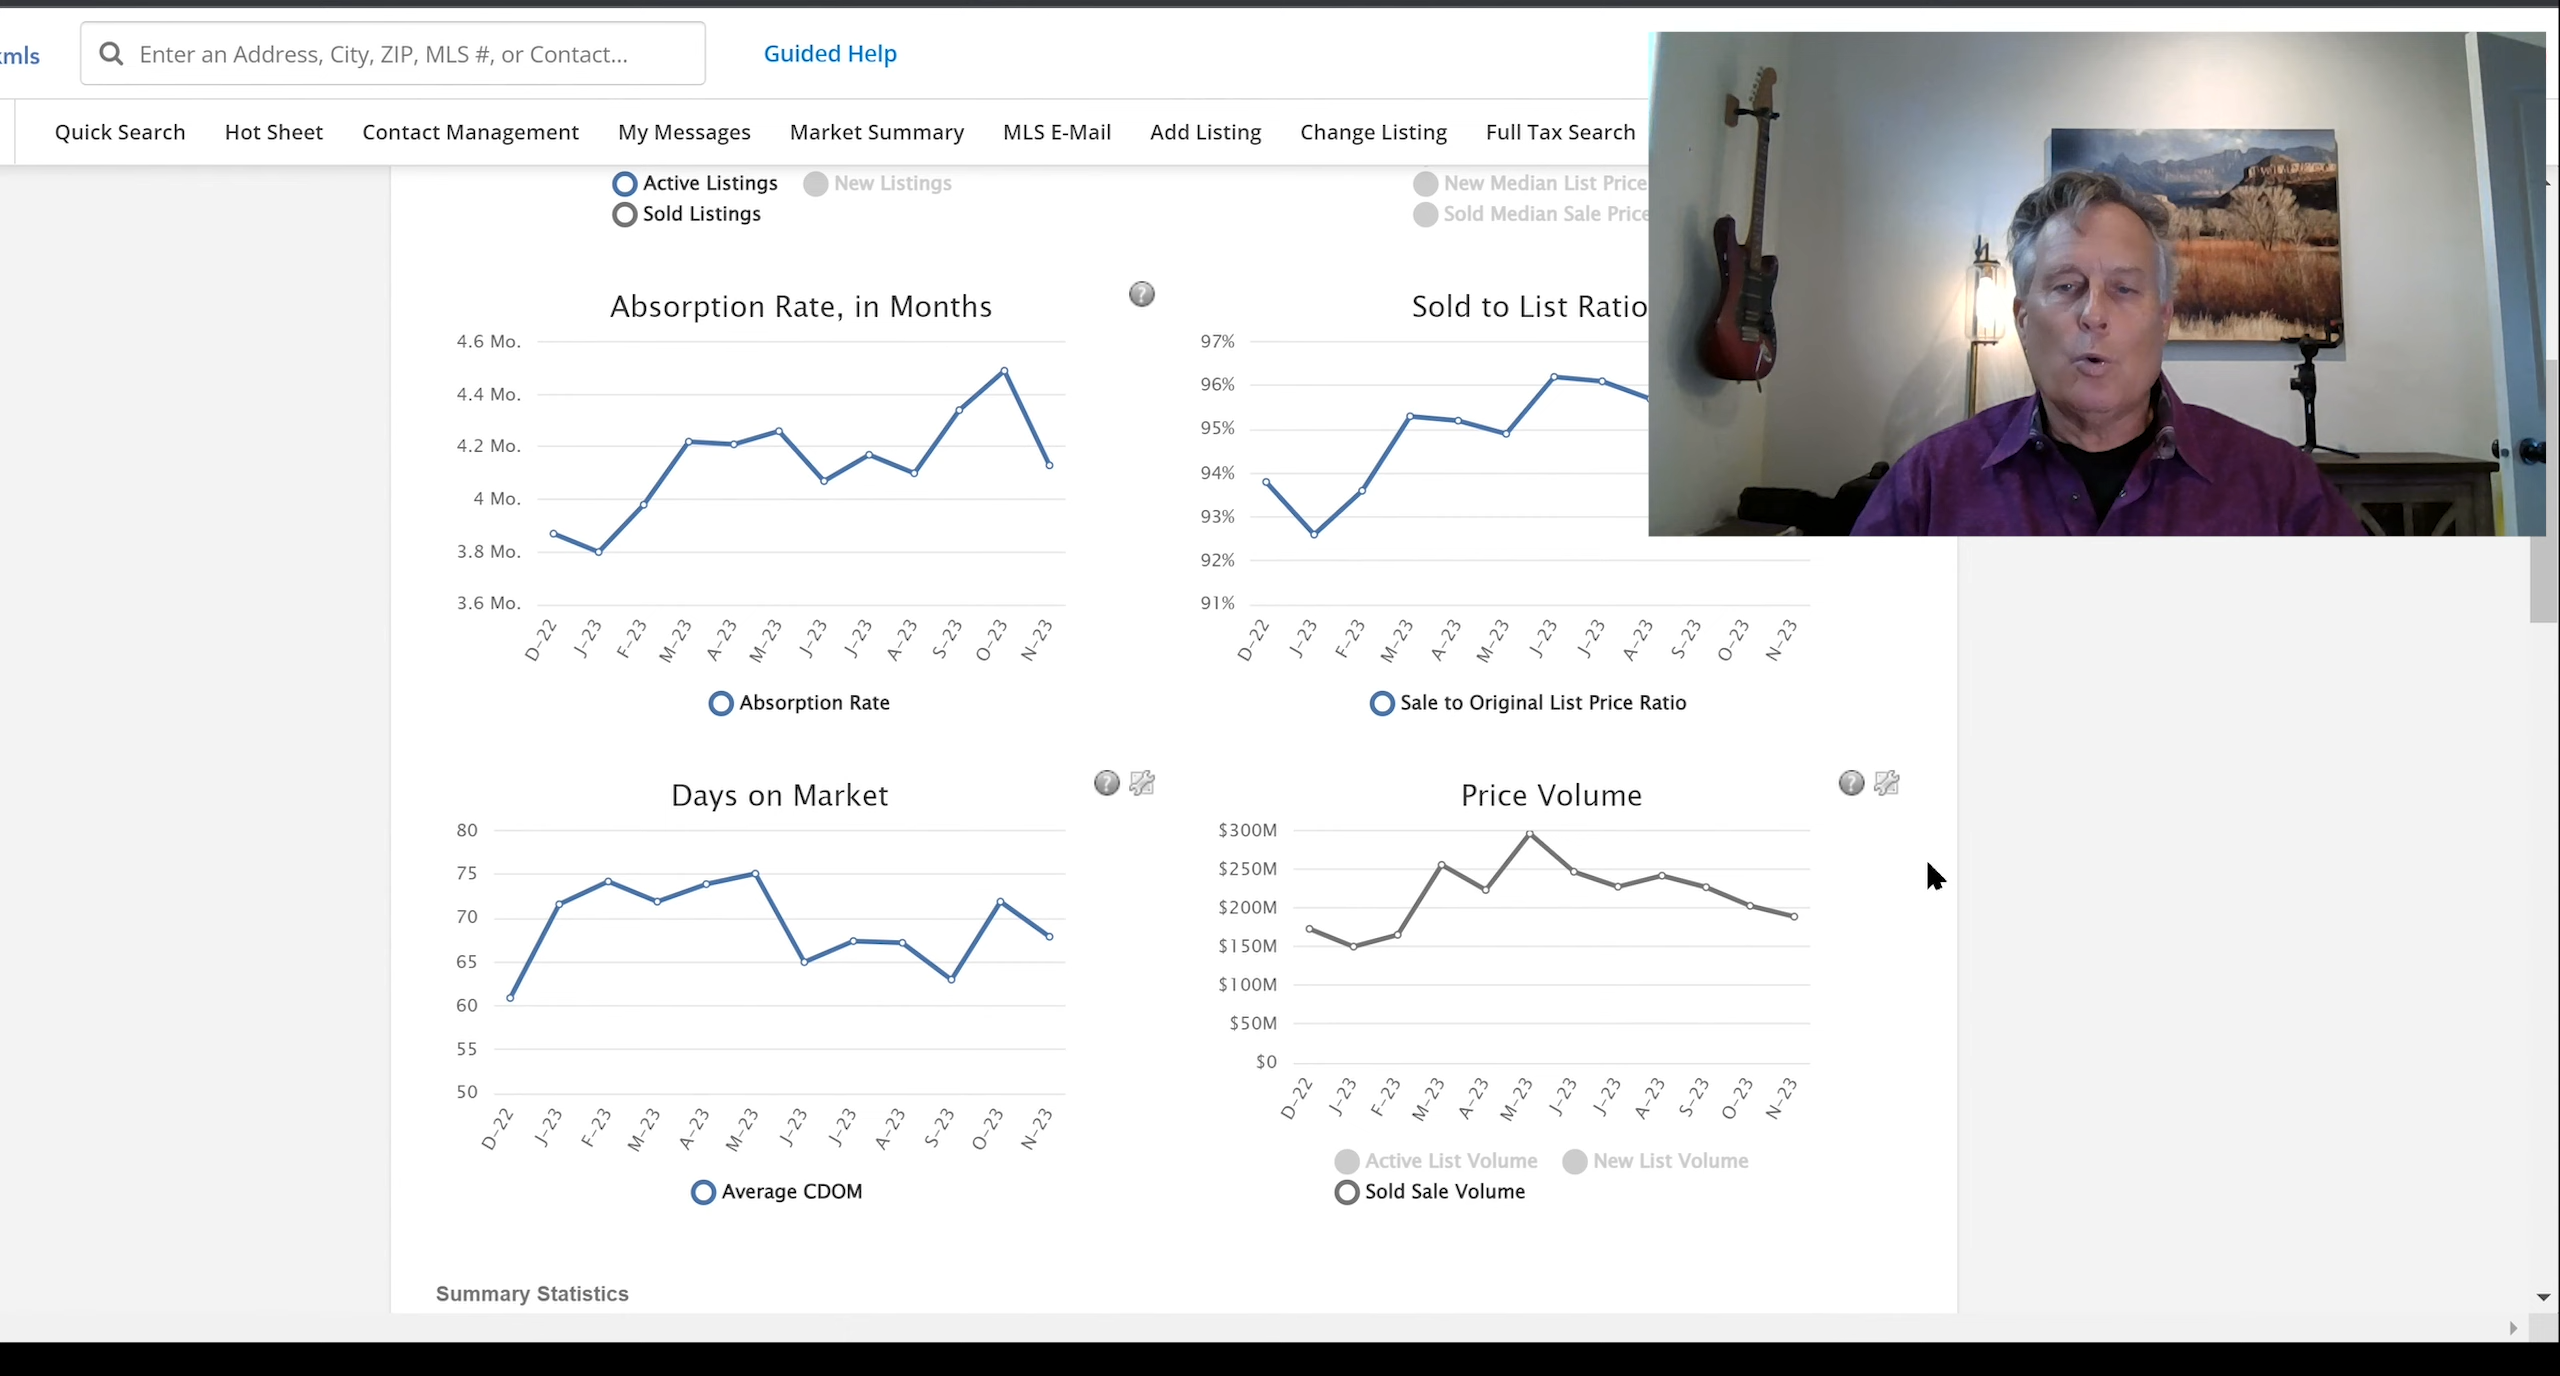 mls
Enter an Address, City, ZIP, MLS #, or Contact...
Guided Help
Quick Search Hot Sheet Contact Management My Messages Market Summary MLS E-Mail Add Listing Change Listing Full Tax Search
Active Listings New Listings
Sold Listings
New Median List Price
Sold Median Sale Price
Absorption Rate, in Months
4.6 Mo.
4.4 Mo.
4.2 Mo.
4 Mo.
3.8 Mo.
3.6 Mo.
D-22 J-23 F-23 M-23 A-23 M-23 J-23 J-23 A-23 S-23 O-23 N-23
Absorption Rate
Sold to List Ratio
97%
96%
95%
94%
93%
92%
91%
D-22 J-23 F-23 M-23 A-23 M-23 J-23 J-23 A-23 S-23 O-23 N-23
Sale to Original List Price Ratio
Days on Market
80
75
70
65
60
55
50
D-22 J-23 F-23 M-23 A-23 M-23 J-23 J-23 A-23 S-23 O-23 N-23
Average CDOM
Price Volume
$300M
$250M
$200M
$150M
$100M
$50M
$0
D-22 J-23 F-23 M-23 A-23 M-23 J-23 J-23 A-23 S-23 O-23 N-23
Active List Volume New List Volume
Sold Sale Volume
Summary Statistics